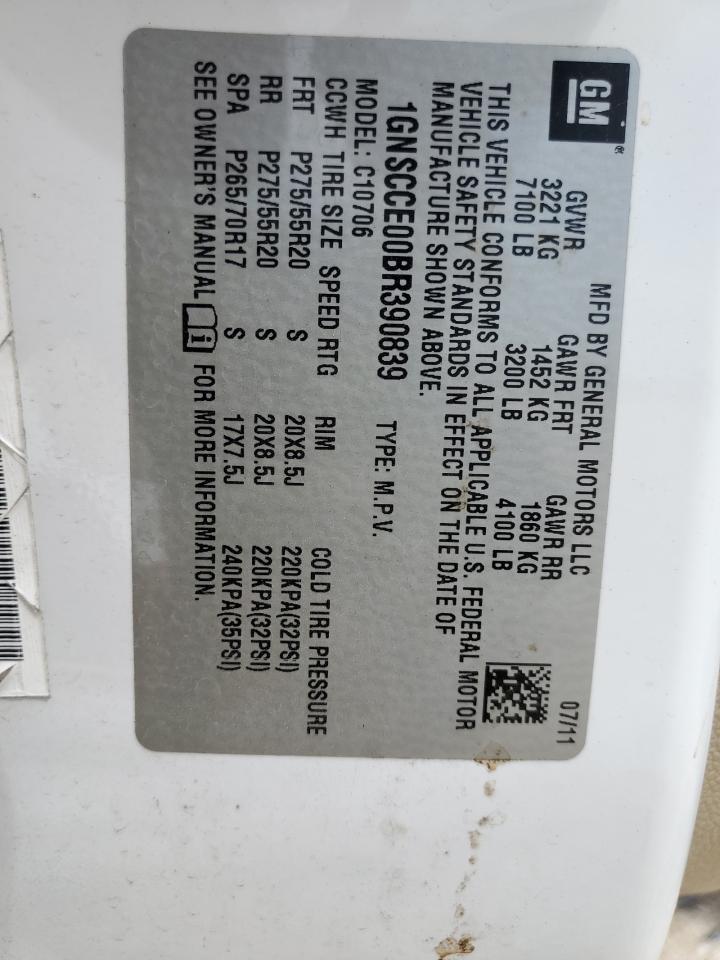 GM
MFD BY GENERAL MOTORS LLC 07/11
GVWR GAWR FRT GAWR RR
3221 KG 1452 KG 1860 KG
7100 LB 3200 LB 4100 LB
THIS VEHICLE CONFORMS TO ALL APPLICABLE U.S. FEDERAL MOTOR
VEHICLE SAFETY STANDARDS IN EFFECT ON THE DATE OF
MANUFACTURE SHOWN ABOVE.
1GNSCCE00BR390839 TYPE: M.P.V.
MODEL: C10706
CCWH TIRE SIZE SPEED RTG RIM COLD TIRE PRESSURE
FRT P275/55R20 S 20X8.5J 220KPA(32PSI)
RR P275/55R20 S 20X8.5J 220KPA(32PSI)
SPA P265/70R17 S 17X7.5J 240KPA(35PSI)
SEE OWNER'S MANUAL FOR MORE INFORMATION.